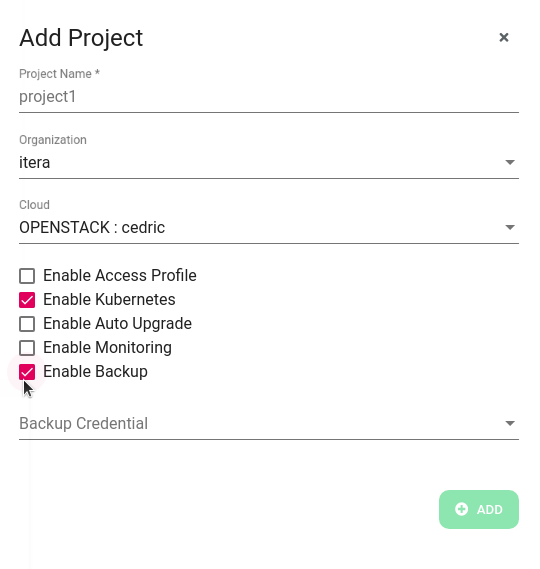 Add Project
Project Name *
project1
Organization
itera
Cloud
OPENSTACK : cedric
Enable Access Profile
Enable Kubernetes
Enable Auto Upgrade
Enable Monitoring
Enable Backup
Backup Credential
ADD